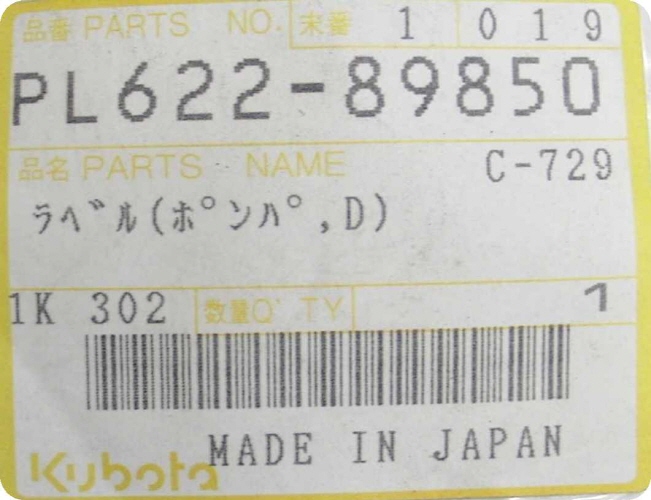 品番 PARTS NO. 末番 1 019
PL622-89850
品名 PARTS NAME C-729
ラベル(ポンパ,D)
1K 302 数量Q'TY 1
MADE IN JAPAN
Kubota